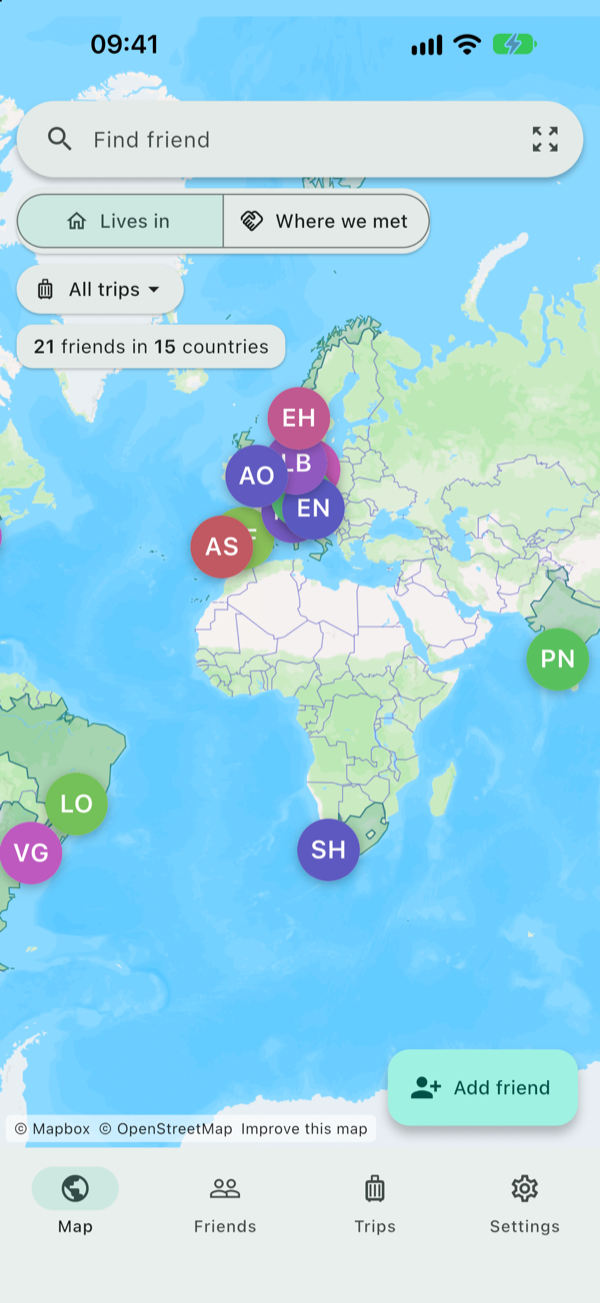 09:41
Find friend
Lives in
Where we met
All trips
21 friends in 15 countries
EH
LB
AO
EN
AS
PN
LO
VG
SH
Add friend
© Mapbox © OpenStreetMap Improve this map
Map
Friends
Trips
Settings